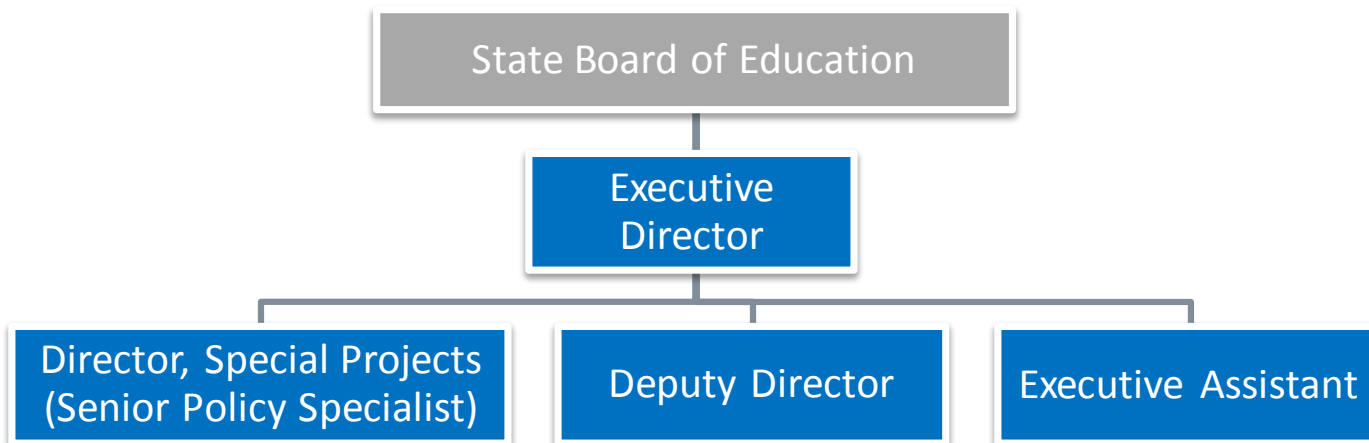 State Board of Education
Executive
Director
Director, Special Projects
(Senior Policy Specialist)
Deputy Director
Executive Assistant